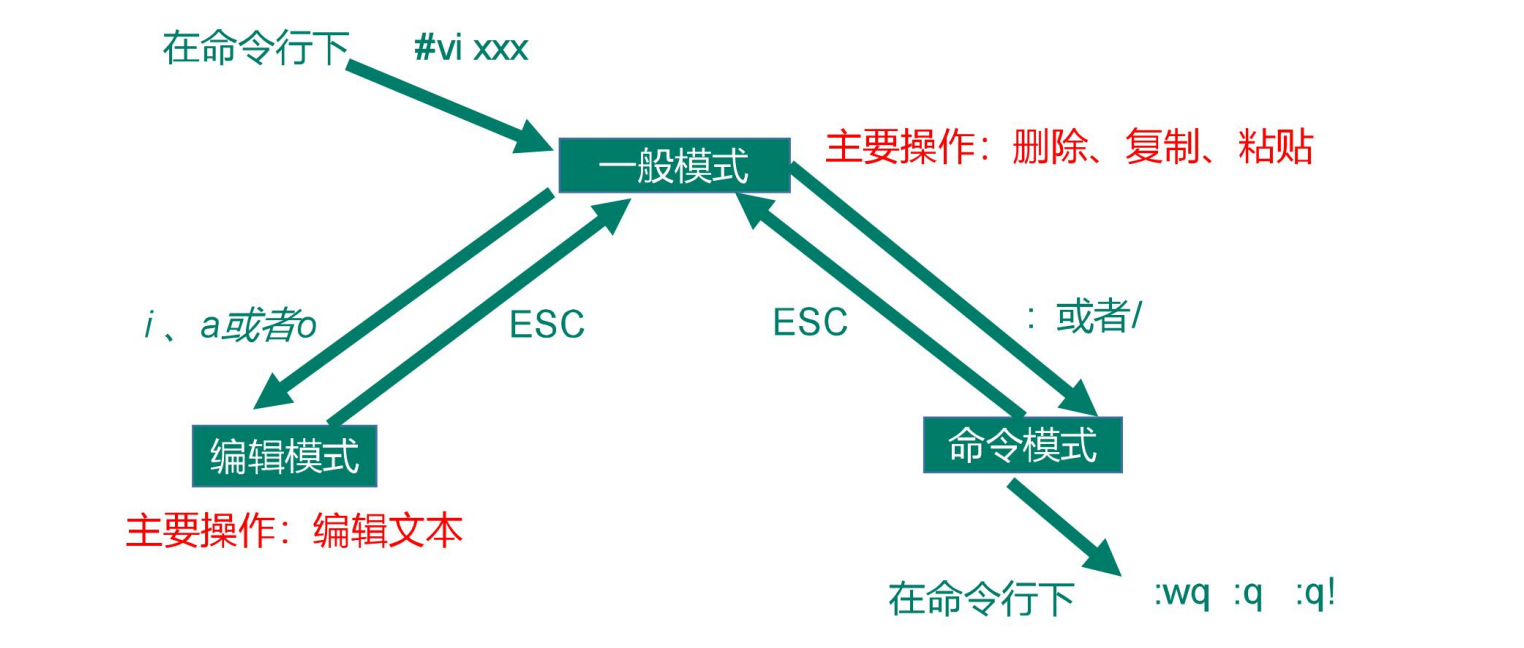 在命令行下 #vi xxx
一般模式
主要操作：删除、复制、粘贴
i 、a或者o
ESC
ESC
：或者/
编辑模式
命令模式
主要操作：编辑文本
在命令行下 :wq :q :q!